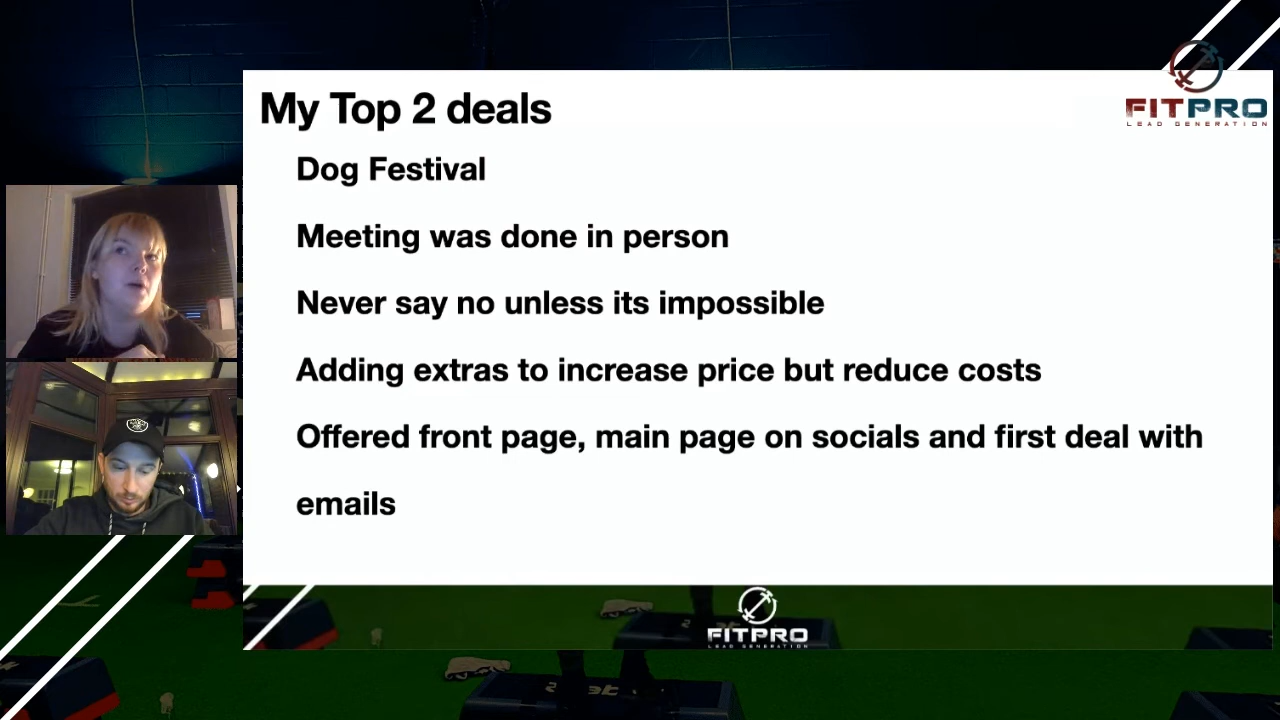 My Top 2 deals
FITPRO
LEAD GENERATION
Dog Festival
Meeting was done in person
Never say no unless its impossible
Adding extras to increase price but reduce costs
Offered front page, main page on socials and first deal with
emails
FITPRO
LEAD GENERATION